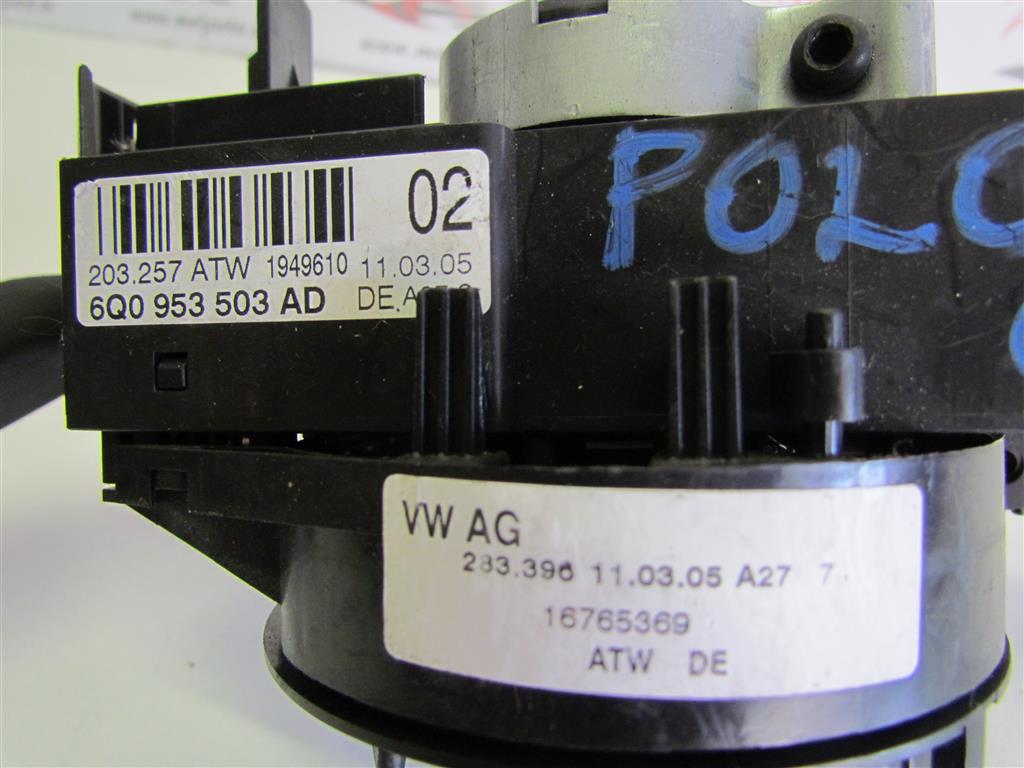 02
203.257 ATW 1949610 11.03.05
6Q0 953 503 AD DE
POLO
VW AG
283.396 11.03.05 A27 7
16765369
ATW DE